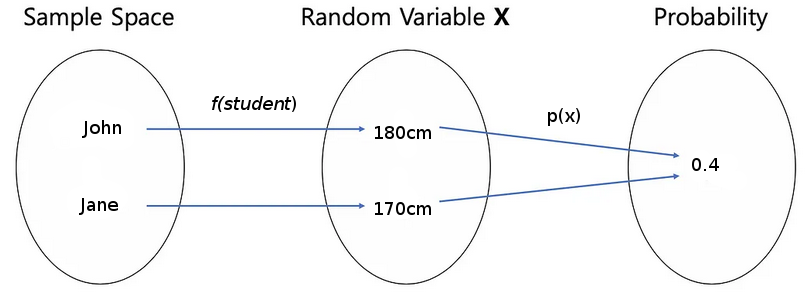 Sample Space
Random Variable X
Probability
f(student)
p(x)
John
180cm
0.4
Jane
170cm